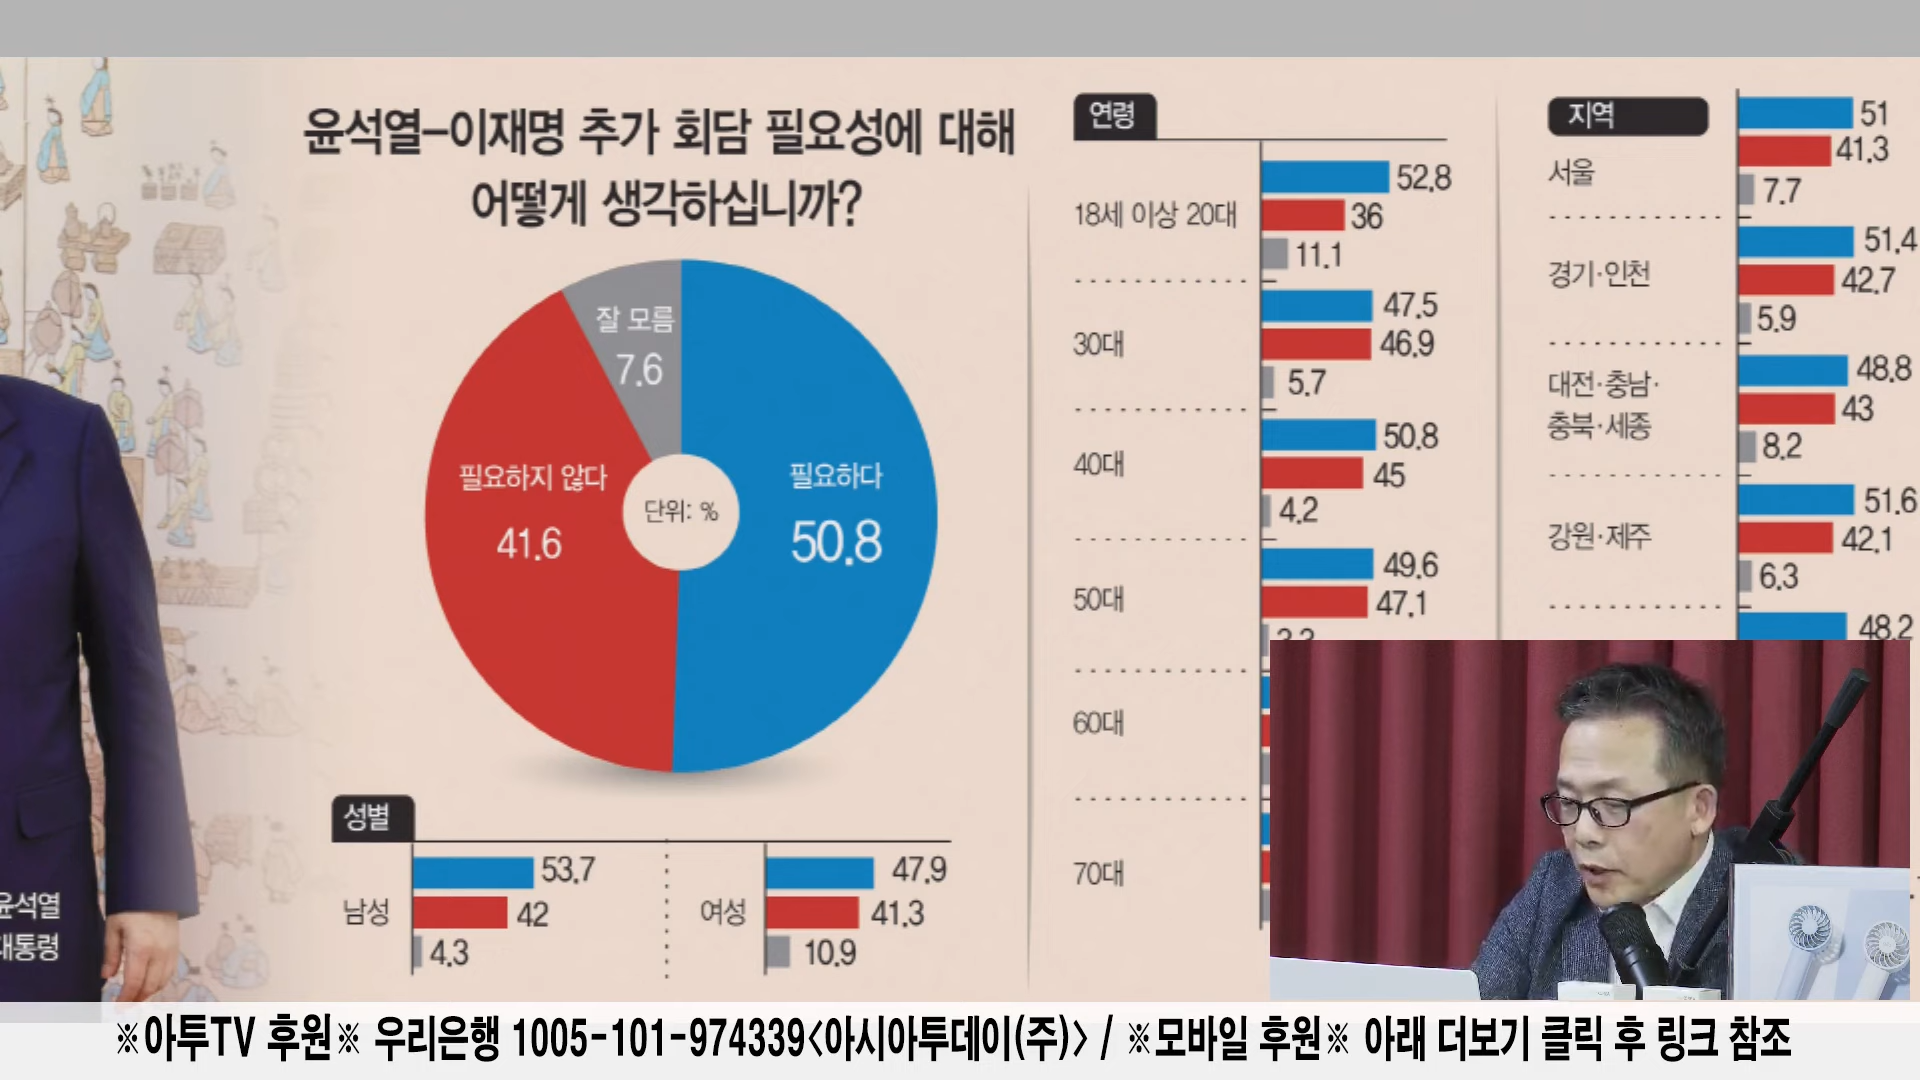 윤석열-이재명 추가 회담 필요성에 대해
어떻게 생각하십니까?
잘 모름
7.6
필요하지 않다
41.6
단위: %
필요하다
50.8
성별
남성
53.7
42
4.3
여성
47.9
41.3
10.9
연령
18세 이상 20대
52.8
36
11.1
30대
47.5
46.9
5.7
40대
50.8
45
4.2
50대
49.6
47.1
60대
70대
지역
서울
51
41.3
7.7
경기·인천
51.4
42.7
5.9
대전·충남·
충북·세종
48.8
43
8.2
강원·제주
51.6
42.1
6.3
48.2
윤석열
대통령
※아투TV 후원※ 우리은행 1005-101-974339<아시아투데이(주)> / ※모바일 후원※ 아래 더보기 클릭 후 링크 참조